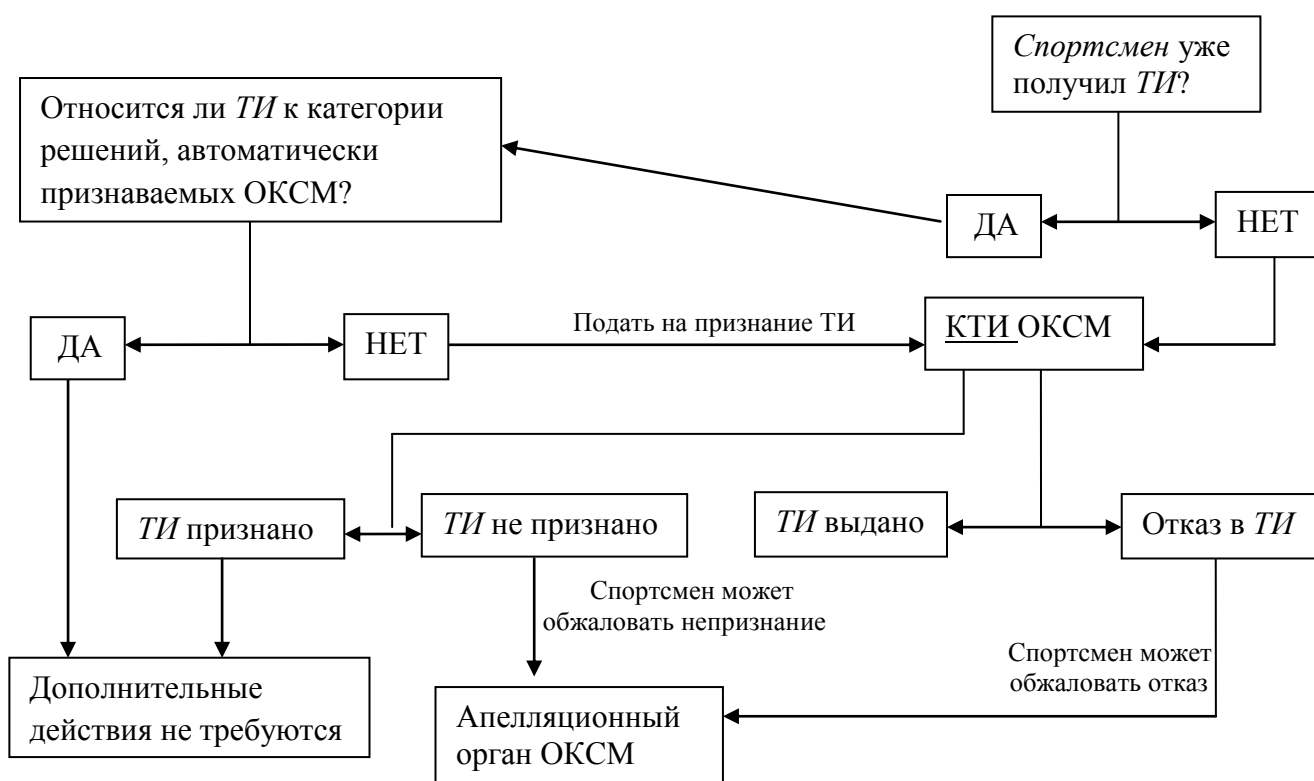 Спортсмен уже
получил ТИ?
Относится ли ТИ к категории
решений, автоматически
признаваемых ОКСМ?
ДА
НЕТ
ДА
НЕТ
Подать на признание ТИ
КТИ ОКСМ
ТИ признано
ТИ не признано
ТИ выдано
Отказ в ТИ
Спортсмен может
обжаловать непризнание
Спортсмен может
обжаловать отказ
Дополнительные
действия не требуются
Апелляционный
орган ОКСМ